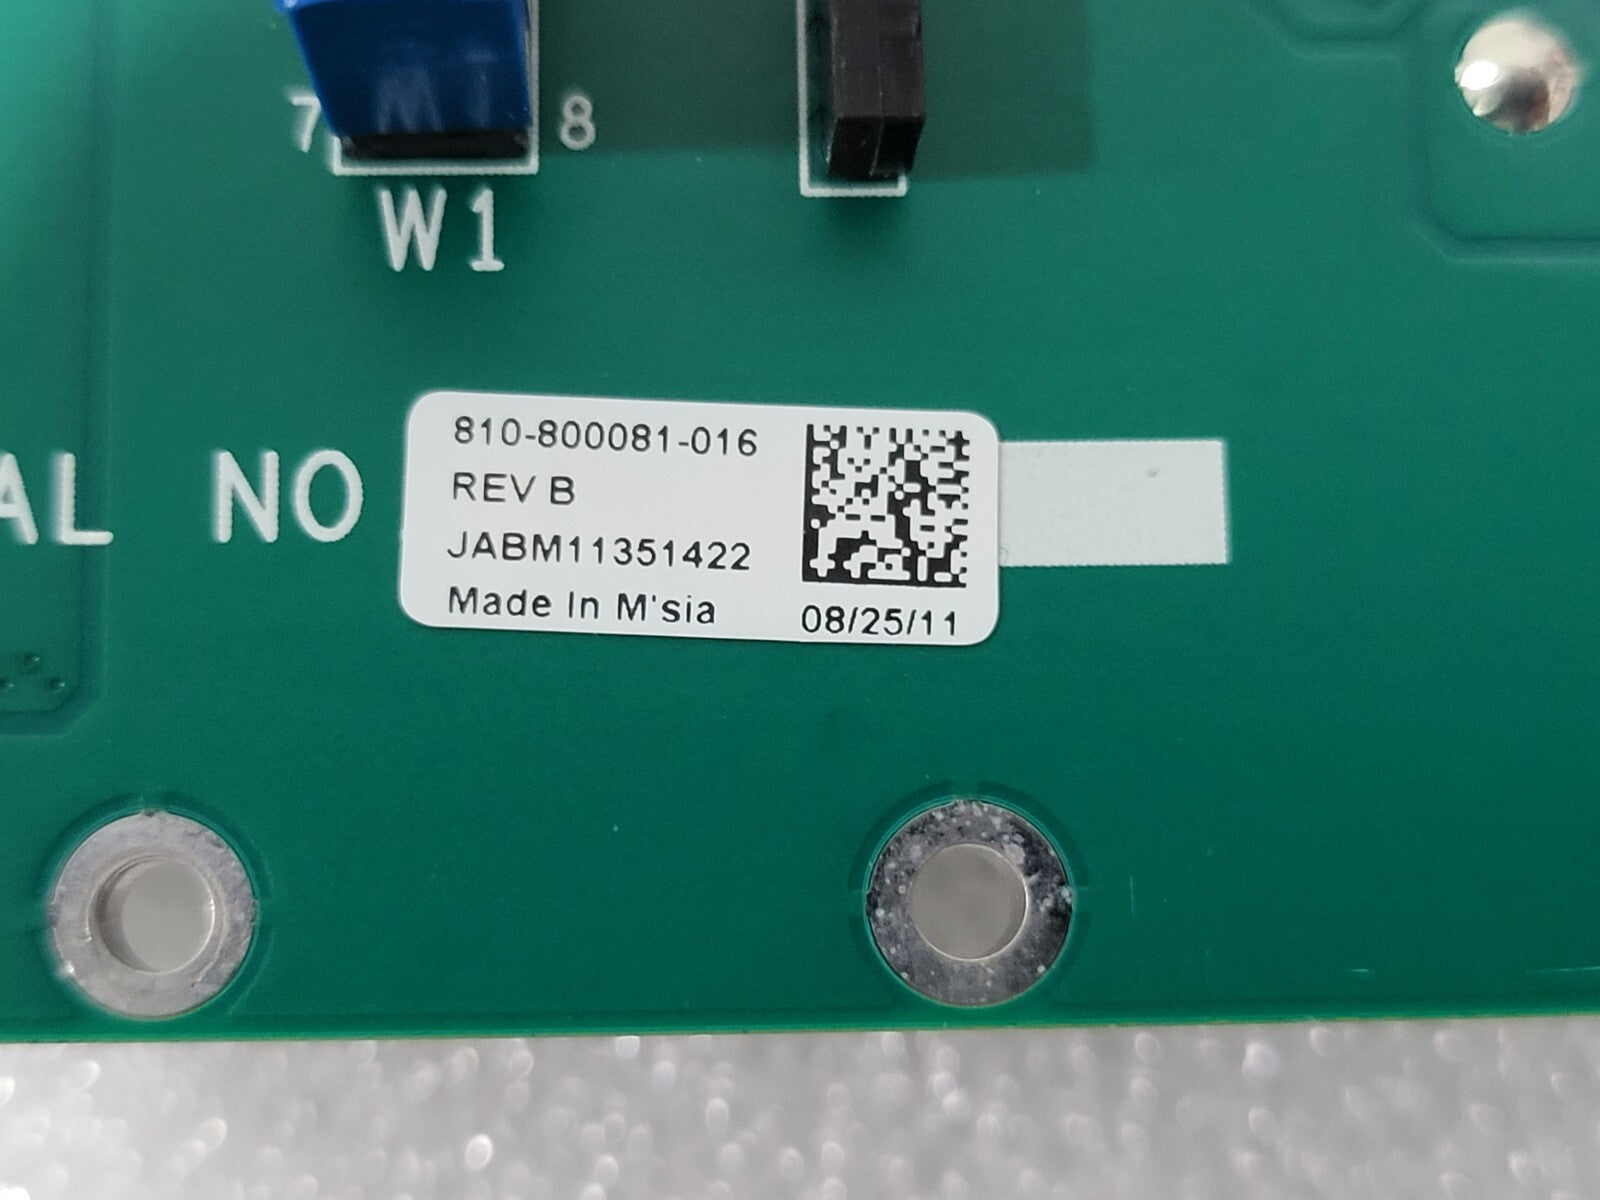 7 8
W1
AL NO
810-800081-016
REV B
JABM11351422
Made In M'sia
08/25/11